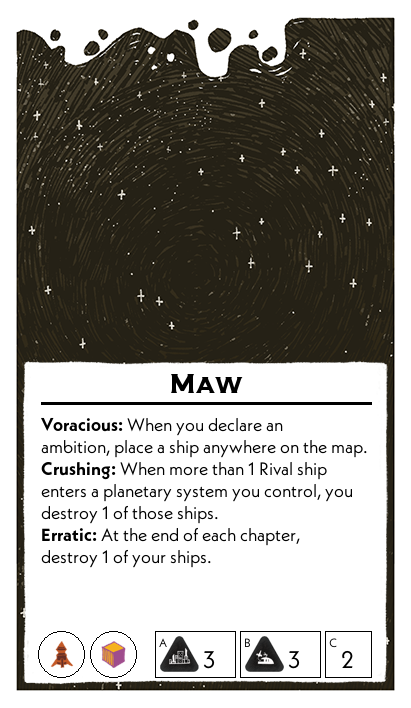 MAW
Voracious: When you declare an
ambition, place a ship anywhere on the map.
Crushing: When more than 1 Rival ship
enters a planetary system you control, you
destroy 1 of those ships.
Erratic: At the end of each chapter,
destroy 1 of your ships.
A 3 B 3 C 2